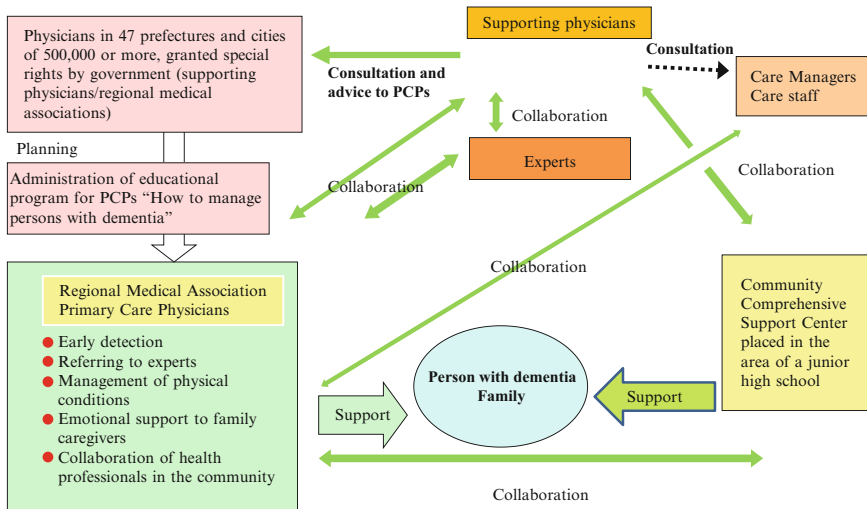 Physicians in 47 prefectures and cities
of 500,000 or more, granted special
rights by government (supporting
physicians/regional medical
associations)
Supporting physicians
Consultation
Consultation and
advice to PCPs
Care Managers
Care staff
Collaboration
Planning
Experts
Collaboration
Administration of educational
program for PCPs “How to manage
persons with dementia”
Collaboration
Collaboration
Regional Medical Association
Primary Care Physicians
Early detection
Referring to experts
Management of physical
conditions
Emotional support to family
caregivers
Collaboration of health
professionals in the community
Support
Person with dementia
Family
Support
Community
Comprehensive
Support Center
placed in the
area of a junior
high school
Collaboration